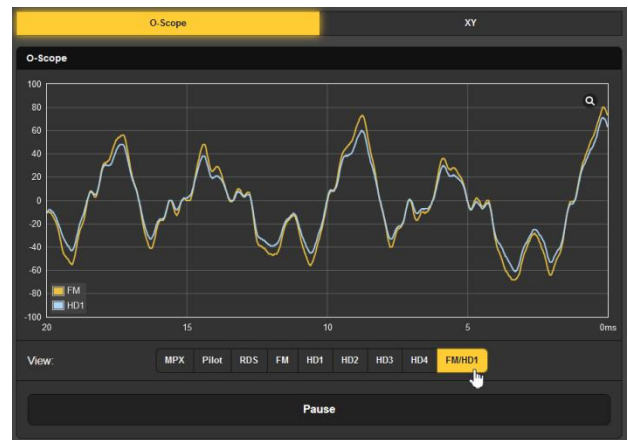 O-Scope XY
O-Scope
100
80
60
40
20
0
-20
-40
-60
-80
-100
FM
HD1
20 15 10 5 0ms
View: MPX Pilot RDS FM HD1 HD2 HD3 HD4 FM/HD1
Pause